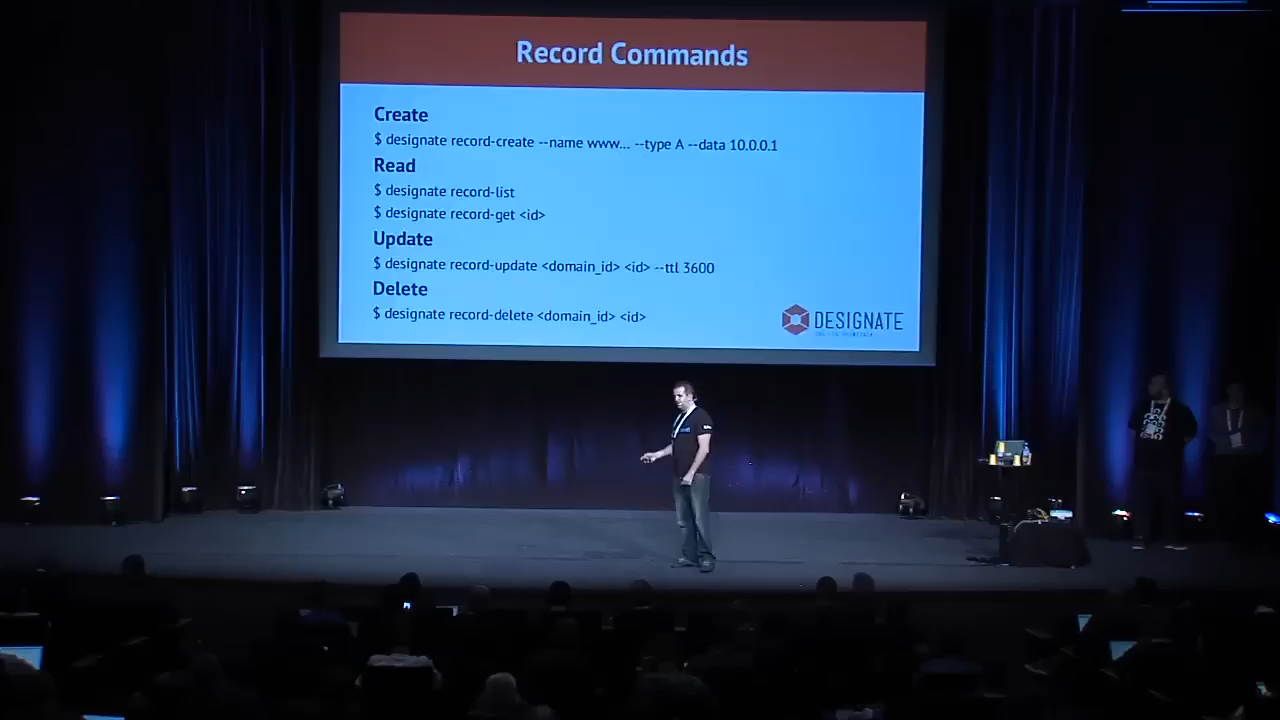 Record Commands
Create
$ designate record-create --name www... --type A --data 10.0.0.1
Read
$ designate record-list
$ designate record-get <id>
Update
$ designate record-update <domain_id> <id> --ttl 3600
Delete
$ designate record-delete <domain_id> <id>
DESIGNATE